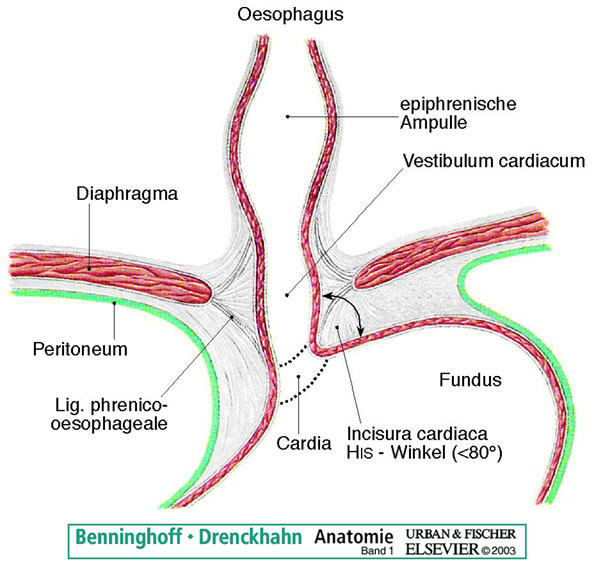 Oesophagus
epiphrenische
Ampulle
Vestibulum cardiacum
Diaphragma
Peritoneum
Lig. phrenico-
oesophageale
Fundus
Cardia
Incisura cardiaca
HIS - Winkel (<80°)
Benninghoff · Drenckhahn Anatomie
Band 1
URBAN & FISCHER
ELSEVIER © 2003